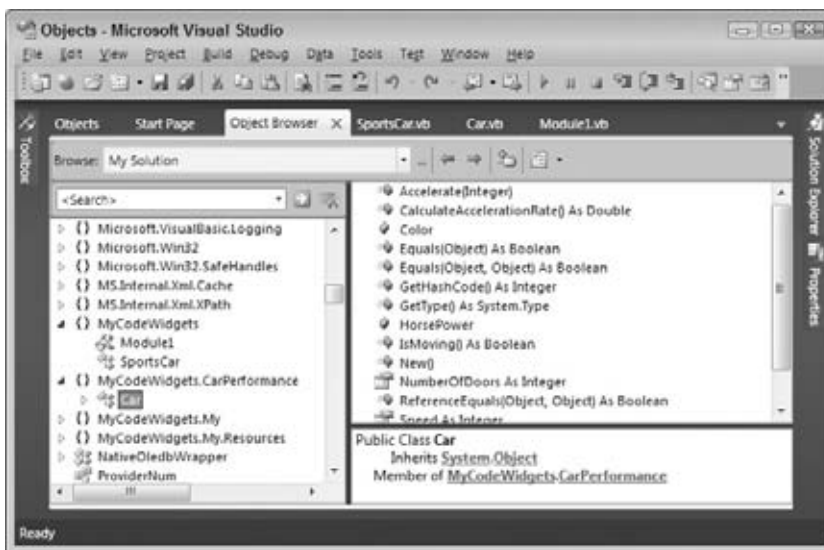 Objects - Microsoft Visual Studio
File Edit View Project Build Debug Data Tools Test Window Help
Objects Start Page Object Browser X SportsCar.vb Car.vb Module1.vb
Toolbox
Browse: My Solution
<Search>
{} Microsoft.VisualBasic.Logging
{} Microsoft.Win32
{} Microsoft.Win32.SafeHandles
{} MS.Internal.Xml.Cache
{} MS.Internal.Xml.XPath
{} MyCodeWidgets
Module1
SportsCar
{} MyCodeWidgets.CarPerformance
Car
{} MyCodeWidgets.My
{} MyCodeWidgets.My.Resources
NativeOledbWrapper
ProviderNum
Accelerate(Integer)
CalculateAccelerationRate() As Double
Color
Equals(Object) As Boolean
Equals(Object, Object) As Boolean
GetHashCode() As Integer
GetType() As System.Type
HorsePower
IsMoving() As Boolean
New()
NumberOfDoors As Integer
ReferenceEquals(Object, Object) As Boolean
Speed As Integer
Public Class Car
Inherits System.Object
Member of MyCodeWidgets.CarPerformance
Solution Explorer
Properties
Ready